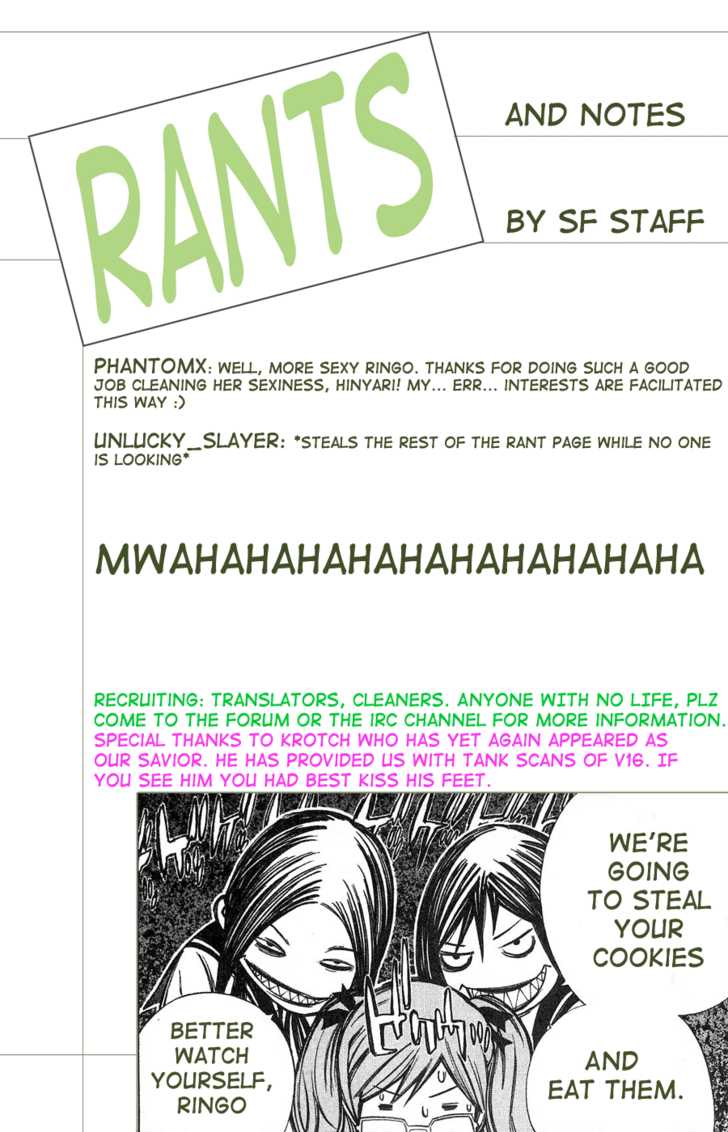 RANTS
AND NOTES
BY SF STAFF
PHANTOMX: WELL, MORE SEXY RINGO. THANKS FOR DOING SUCH A GOOD
JOB CLEANING HER SEXINESS, HINYARI! MY... ERR... INTERESTS ARE FACILITATED
THIS WAY :)
UNLUCKY_SLAYER: *STEALS THE REST OF THE RANT PAGE WHILE NO ONE
IS LOOKING*
MWAHAHAHAHAHAHAHAHAHAHA
RECRUITING: TRANSLATORS, CLEANERS. ANYONE WITH NO LIFE, PLZ
COME TO THE FORUM OR THE IRC CHANNEL FOR MORE INFORMATION.
SPECIAL THANKS TO KROTCH WHO HAS YET AGAIN APPEARED AS
OUR SAVIOR. HE HAS PROVIDED US WITH TANK SCANS OF V16. IF
YOU SEE HIM YOU HAD BEST KISS HIS FEET.
WE'RE
GOING
TO STEAL
YOUR
COOKIES
AND
EAT THEM.
BETTER
WATCH
YOURSELF,
RINGO